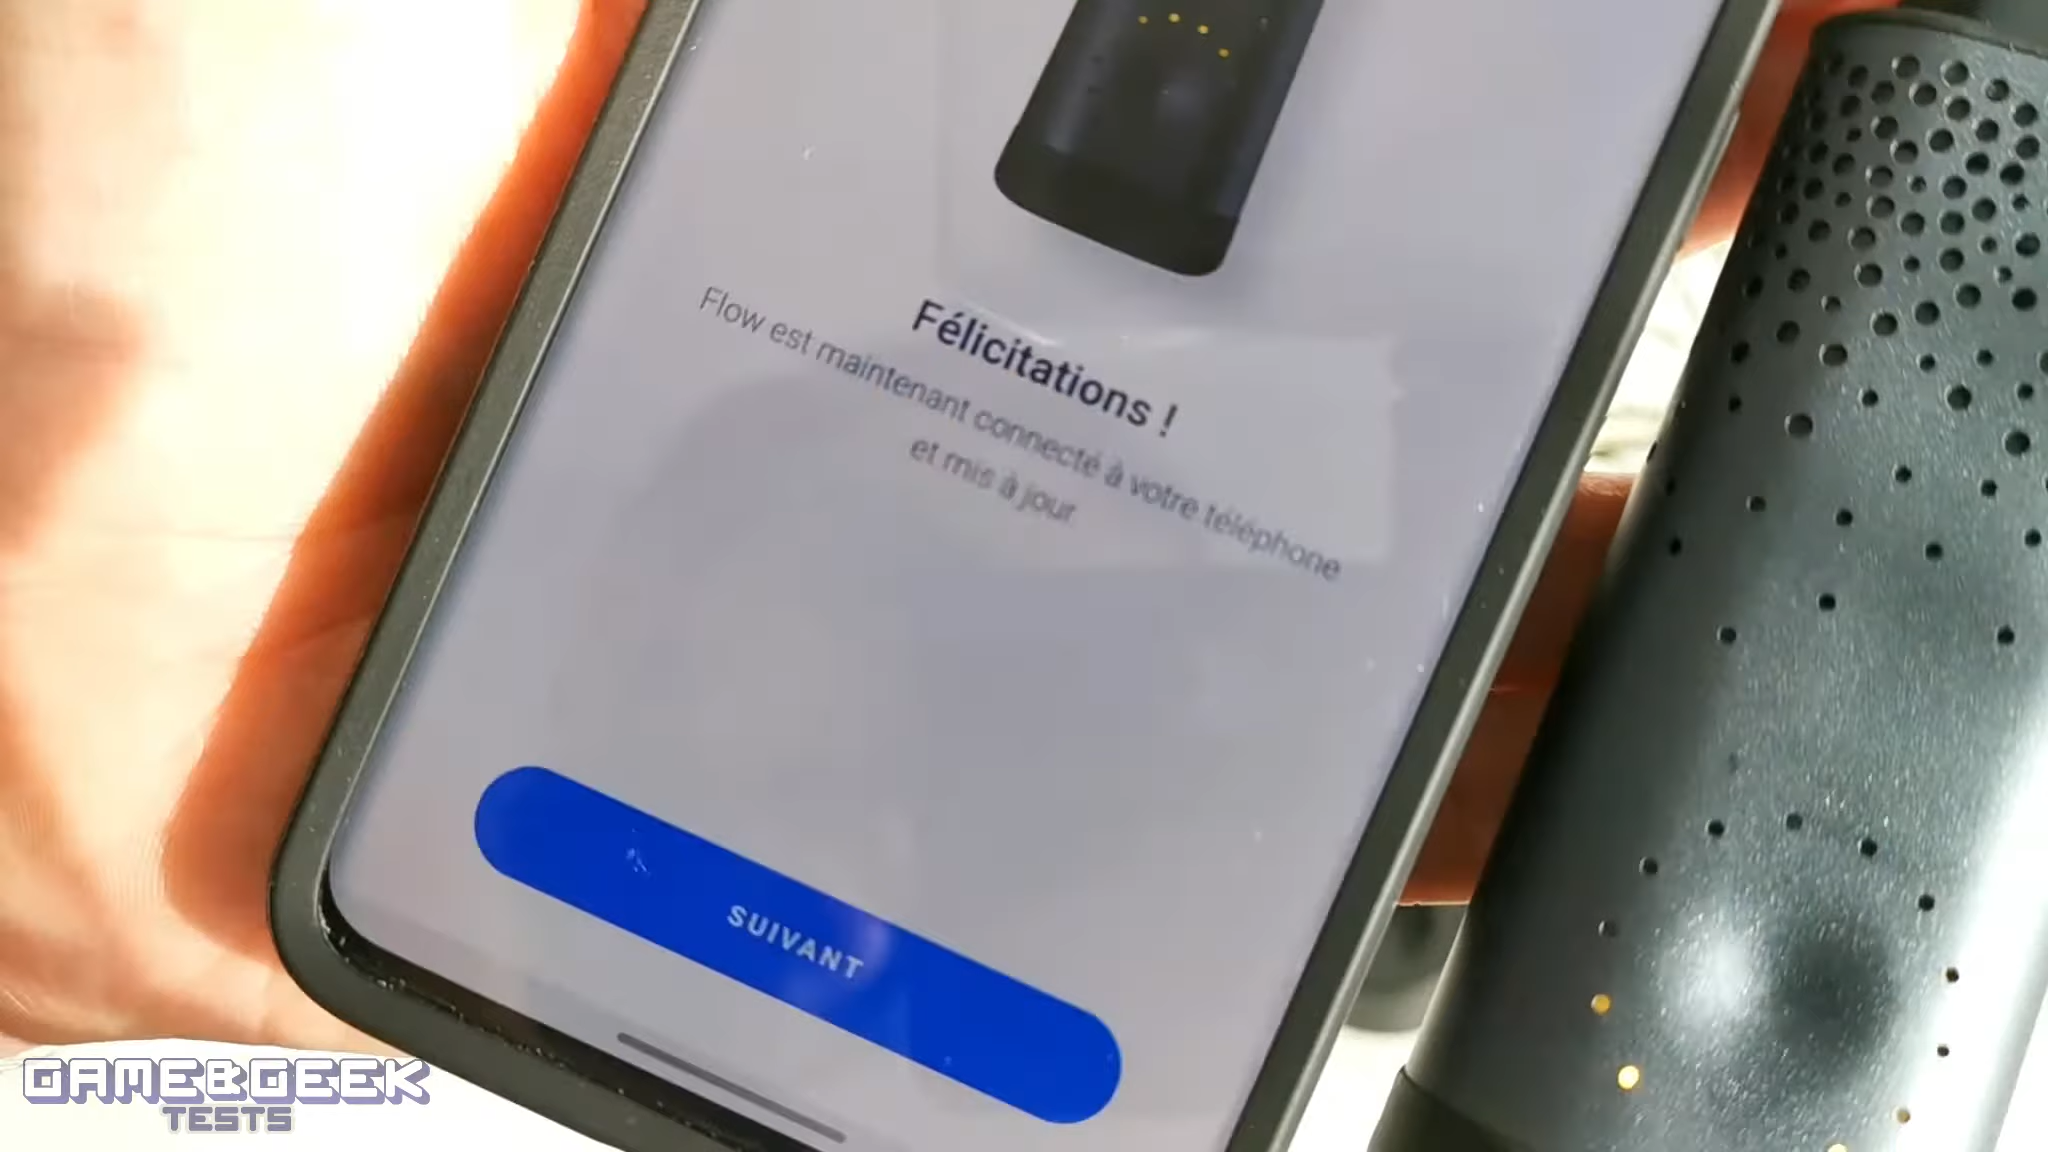 Félicitations !
Flow est maintenant connecté à votre téléphone
et mis à jour
SUIVANT
GAME&GEEK
TESTS